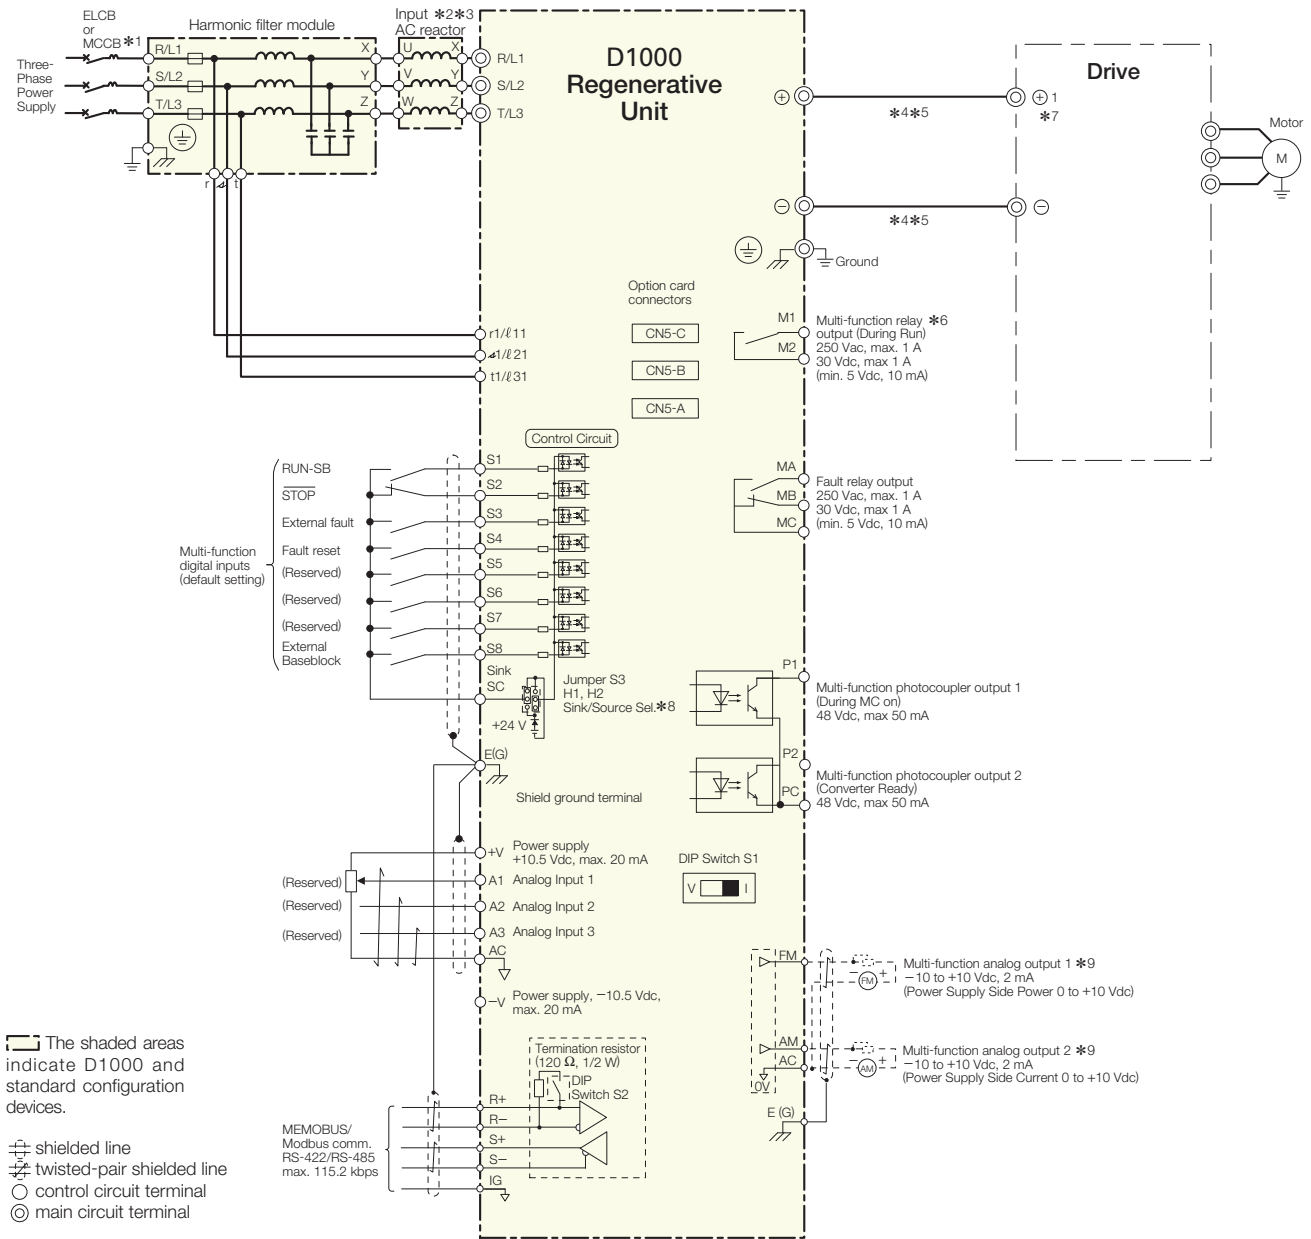 ELCB
or
MCCB*1
Three-
Phase
Power
Supply
Harmonic filter module
R/L1
S/L2
T/L3
X
Y
Z
r
t
Input *2*3
AC reactor
U
X
V
Y
W
Z
R/L1
S/L2
T/L3
D1000
Regenerative
Unit
+
*4*5
+ 1
*7
Drive
Motor
M
−
*4*5
−
Ground
Option card
connectors
CN5-C
CN5-B
CN5-A
r1/ℓ11
1/ℓ21
t1/ℓ31
M1
M2
Multi-function relay *6
output (During Run)
250 Vac, max. 1 A
30 Vdc, max 1 A
(min. 5 Vdc, 10 mA)
Control Circuit
Multi-function
digital inputs
(default setting)
RUN-SB
STOP
External fault
Fault reset
(Reserved)
(Reserved)
(Reserved)
External
Baseblock
S1
S2
S3
S4
S5
S6
S7
S8
Sink
SC
+24 V
Jumper S3
H1, H2
Sink/Source Sel.*8
MA
MB
MC
Fault relay output
250 Vac, max. 1 A
30 Vdc, max 1 A
(min. 5 Vdc, 10 mA)
P1
Multi-function photocoupler output 1
(During MC on)
48 Vdc, max 50 mA
P2
PC
Multi-function photocoupler output 2
(Converter Ready)
48 Vdc, max 50 mA
E(G)
Shield ground terminal
+V Power supply
+10.5 Vdc, max. 20 mA
(Reserved)
A1 Analog Input 1
(Reserved)
A2 Analog Input 2
(Reserved)
A3 Analog Input 3
AC
−V Power supply, −10.5 Vdc,
max. 20 mA
DIP Switch S1
V
I
FM
FM
− +
Multi-function analog output 1 *9
−10 to +10 Vdc, 2 mA
(Power Supply Side Power 0 to +10 Vdc)
AM
AC
0V
AM
− +
Multi-function analog output 2 *9
−10 to +10 Vdc, 2 mA
(Power Supply Side Current 0 to +10 Vdc)
E (G)
Termination resistor
(120 Ω, 1/2 W)
DIP
Switch S2
MEMOBUS/
Modbus comm.
RS-422/RS-485
max. 115.2 kbps
R+
R−
S+
S−
IG
The shaded areas
indicate D1000 and
standard configuration
devices.
shielded line
twisted-pair shielded line
control circuit terminal
main circuit terminal